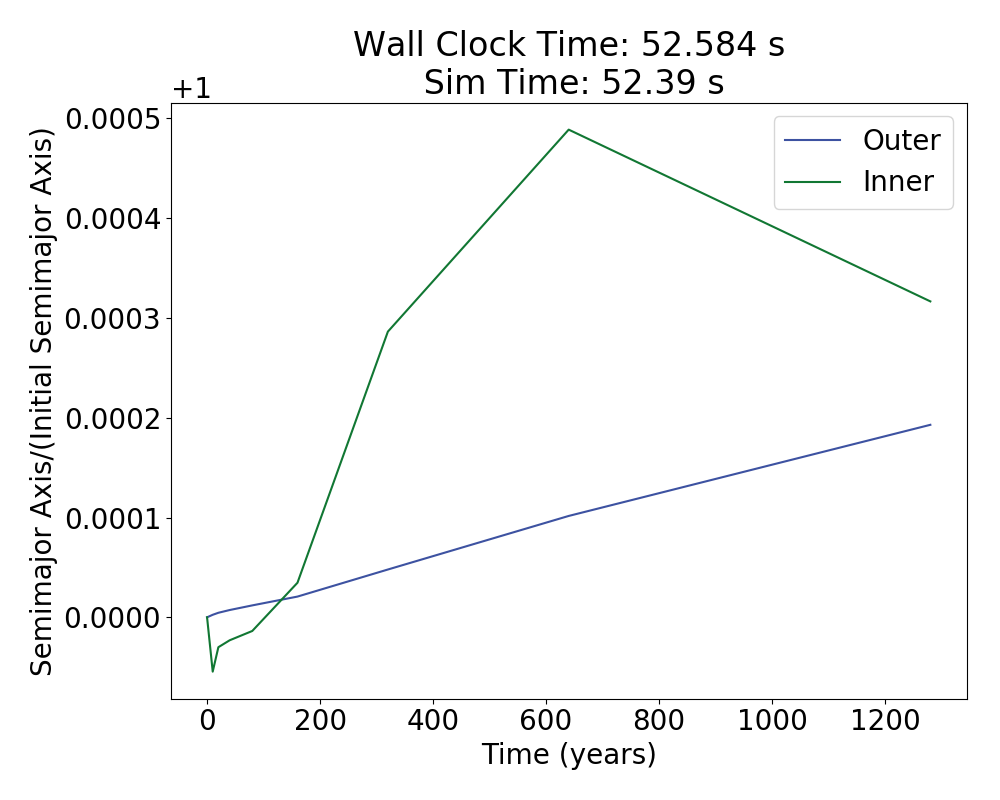 Wall Clock Time: 52.584 s
Sim Time: 52.39 s
+1
0.0005
0.0004
0.0003
0.0002
0.0001
0.0000
Semimajor Axis/(Initial Semimajor Axis)
Outer
Inner
0 200 400 600 800 1000 1200
Time (years)